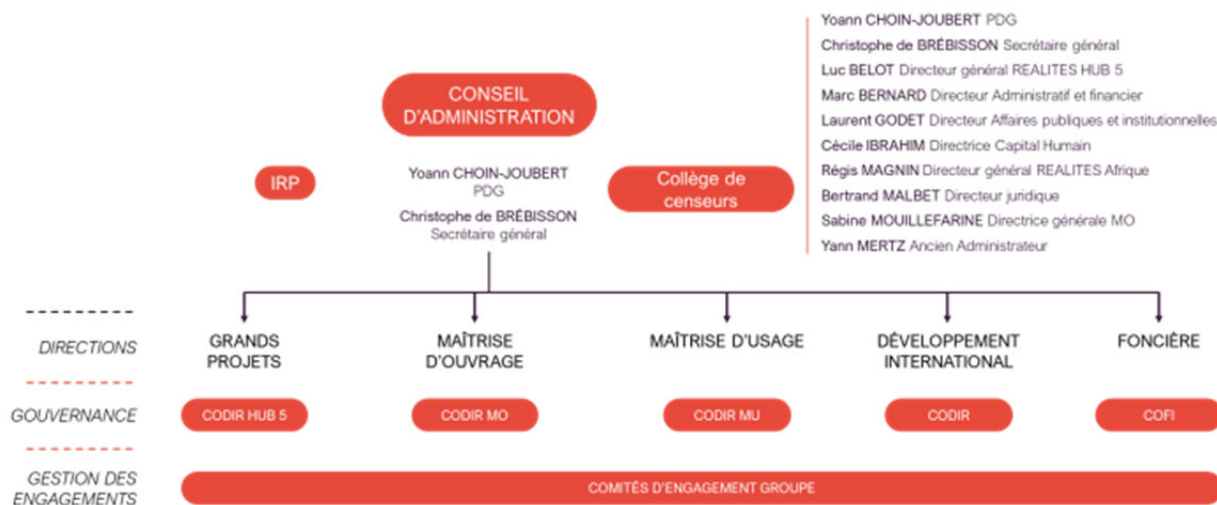 Yoann CHOIN-JOUBERT PDG
Christophe de BRÉBISSON Secrétaire général
Luc BELOT Directeur général REALITES HUB 5
Marc BERNARD Directeur Administratif et financier
Laurent GODET Directeur Affaires publiques et institutionnelles
Cécile IBRAHIM Directrice Capital Humain
Régis MAGNIN Directeur général REALITES Afrique
Bertrand MALBET Directeur juridique
Sabine MOUILLEFARINE Directrice générale MO
Yann MERTZ Ancien Administrateur
CONSEIL
D'ADMINISTRATION
IRP
Yoann CHOIN-JOUBERT
PDG
Christophe de BRÉBISSON
Secrétaire général
Collège de
censeurs
DIRECTIONS
GRANDS
PROJETS
MAÎTRISE
D'OUVRAGE
MAÎTRISE D'USAGE
DÉVELOPPEMENT
INTERNATIONAL
FONCIÈRE
GOUVERNANCE
CODIR HUB 5
CODIR MO
CODIR MU
CODIR
COFI
GESTION DES
ENGAGEMENTS
COMITÉS D'ENGAGEMENT GROUPE